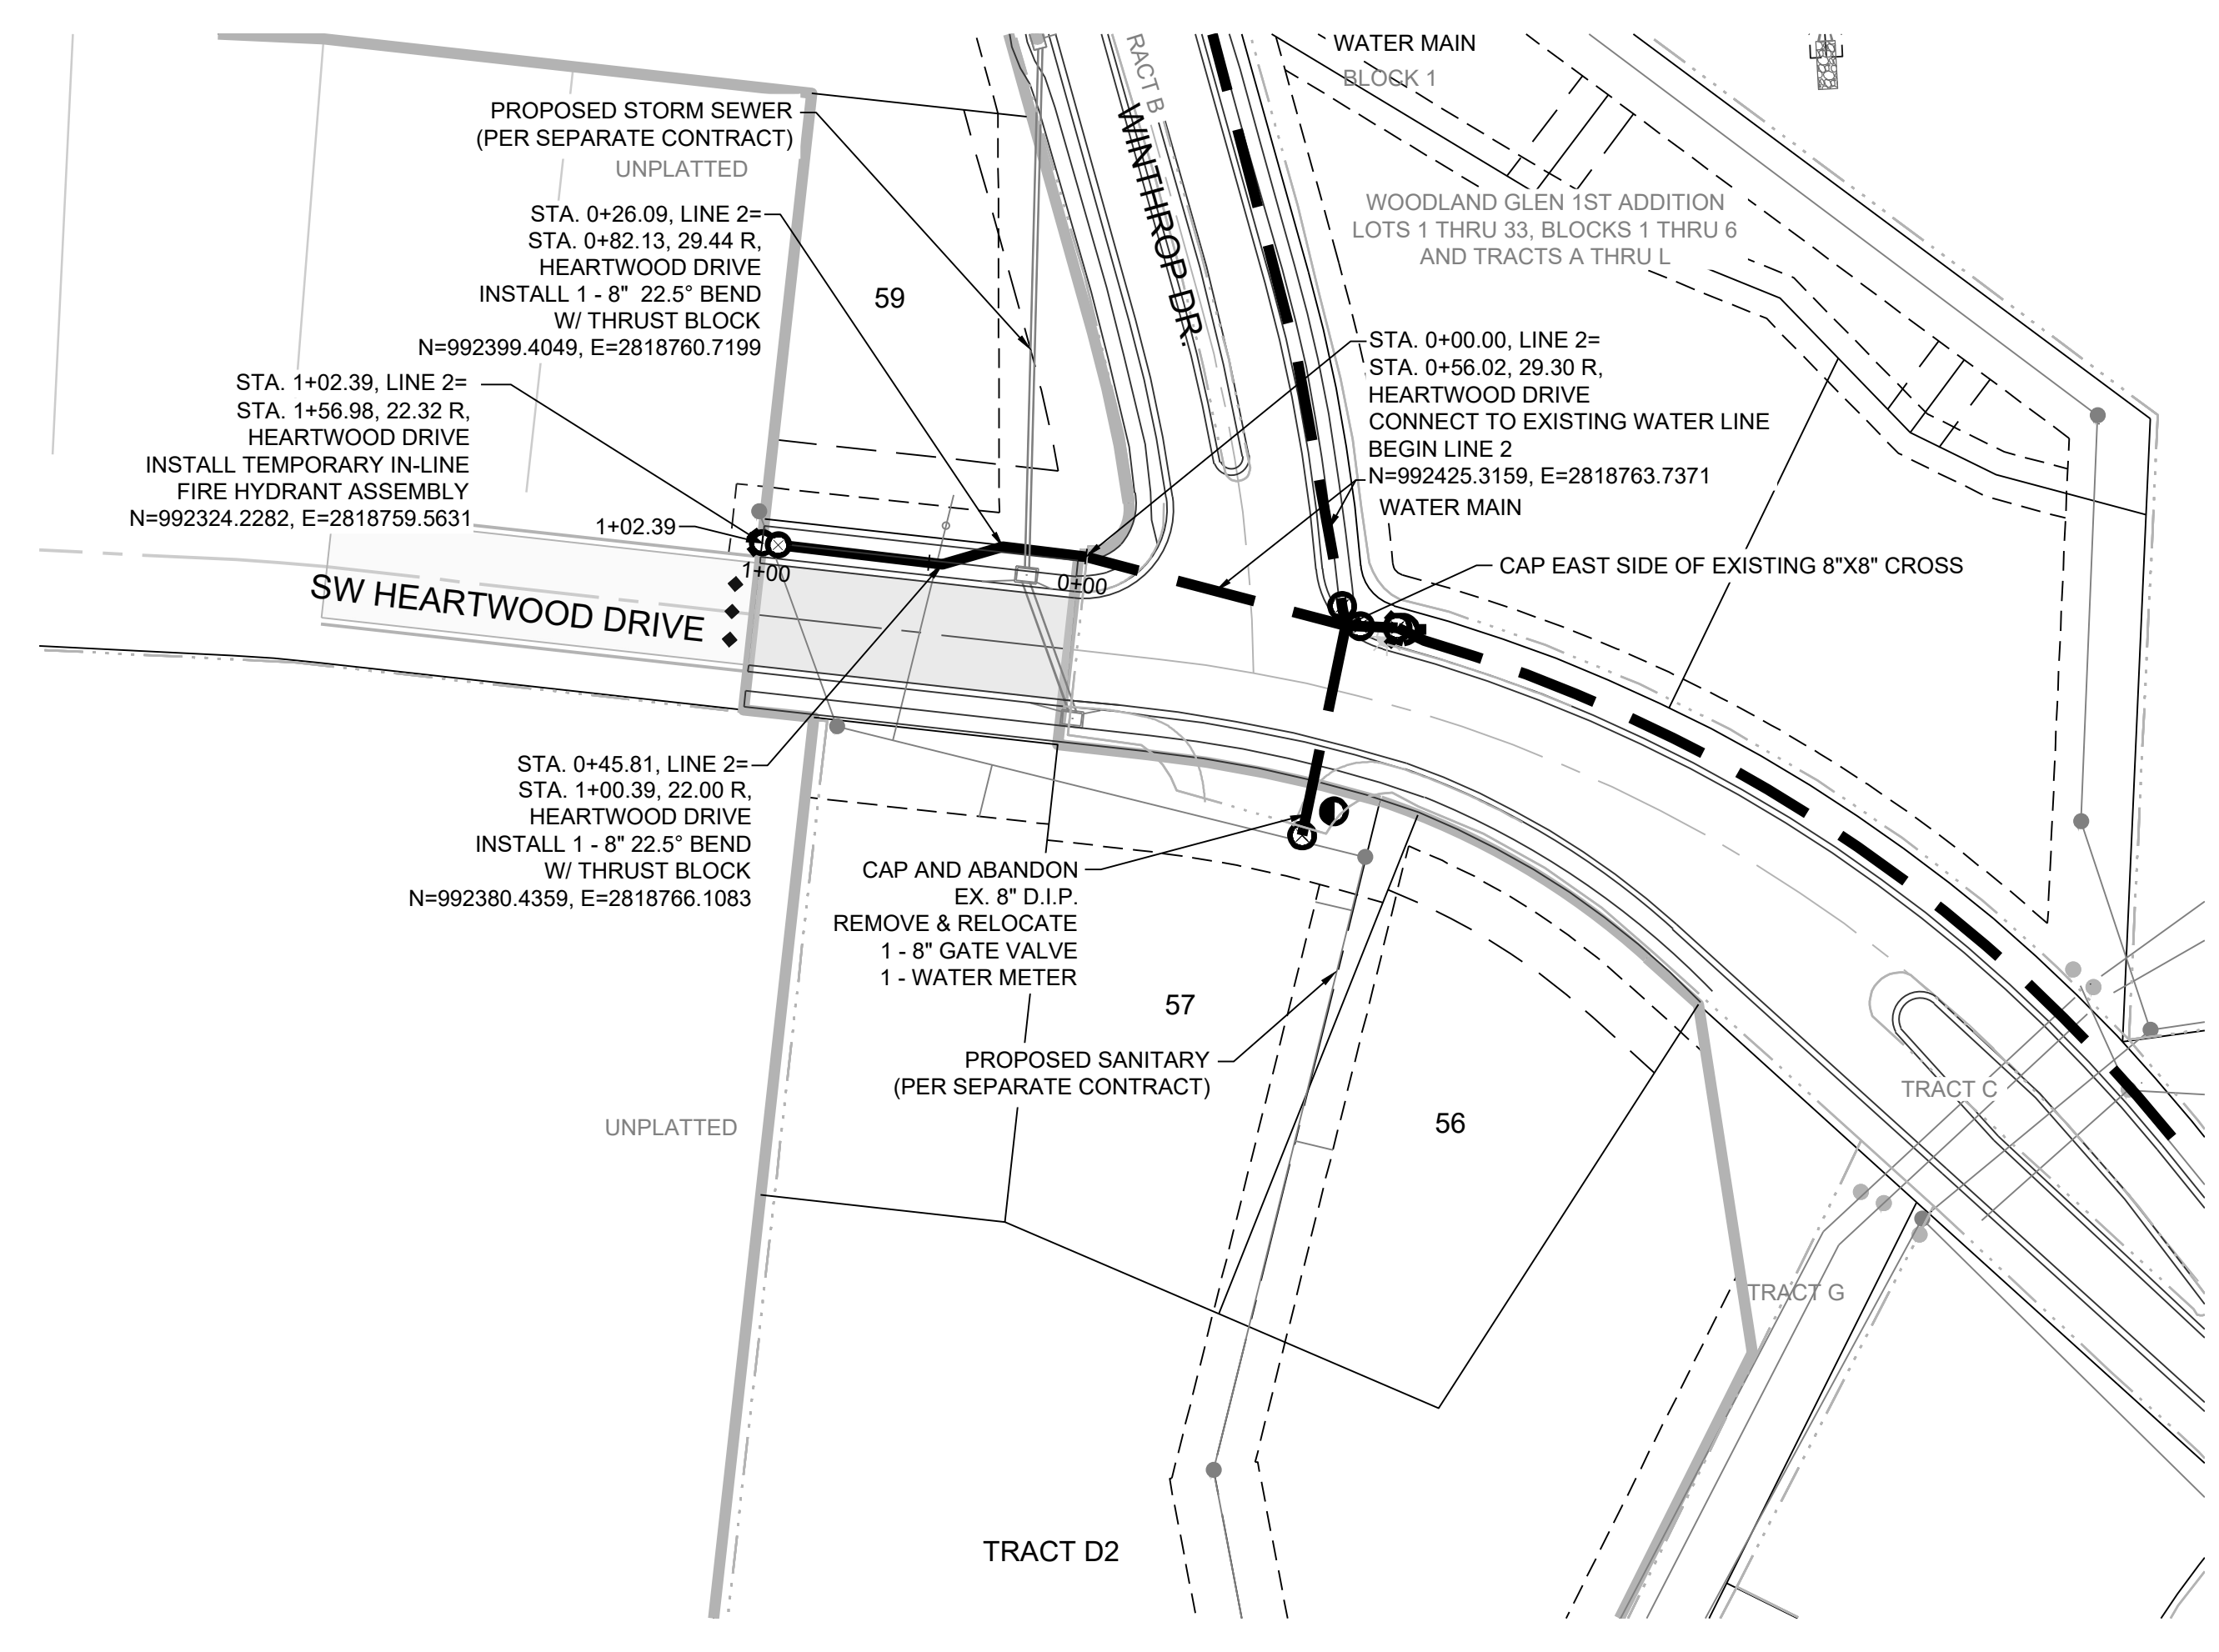 WATER MAIN
BLOCK 1
RACT B
WINTHROP DR.
PROPOSED STORM SEWER
(PER SEPARATE CONTRACT)
UNPLATTED
STA. 0+26.09, LINE 2=
STA. 0+82.13, 29.44 R,
HEARTWOOD DRIVE
INSTALL 1 - 8" 22.5° BEND
W/ THRUST BLOCK
N=992399.4049, E=2818760.7199
59
WOODLAND GLEN 1ST ADDITION
LOTS 1 THRU 33, BLOCKS 1 THRU 6
AND TRACTS A THRU L
STA. 0+00.00, LINE 2=
STA. 0+56.02, 29.30 R,
HEARTWOOD DRIVE
CONNECT TO EXISTING WATER LINE
BEGIN LINE 2
N=992425.3159, E=2818763.7371
WATER MAIN
STA. 1+02.39, LINE 2=
STA. 1+56.98, 22.32 R,
HEARTWOOD DRIVE
INSTALL TEMPORARY IN-LINE
FIRE HYDRANT ASSEMBLY
N=992324.2282, E=2818759.5631
1+02.39
1+00
0+00
CAP EAST SIDE OF EXISTING 8"X8" CROSS
SW HEARTWOOD DRIVE
STA. 0+45.81, LINE 2=
STA. 1+00.39, 22.00 R,
HEARTWOOD DRIVE
INSTALL 1 - 8" 22.5° BEND
W/ THRUST BLOCK
N=992380.4359, E=2818766.1083
CAP AND ABANDON
EX. 8" D.I.P.
REMOVE & RELOCATE
1 - 8" GATE VALVE
1 - WATER METER
57
PROPOSED SANITARY
(PER SEPARATE CONTRACT)
56
UNPLATTED
TRACT C
TRACT G
TRACT D2